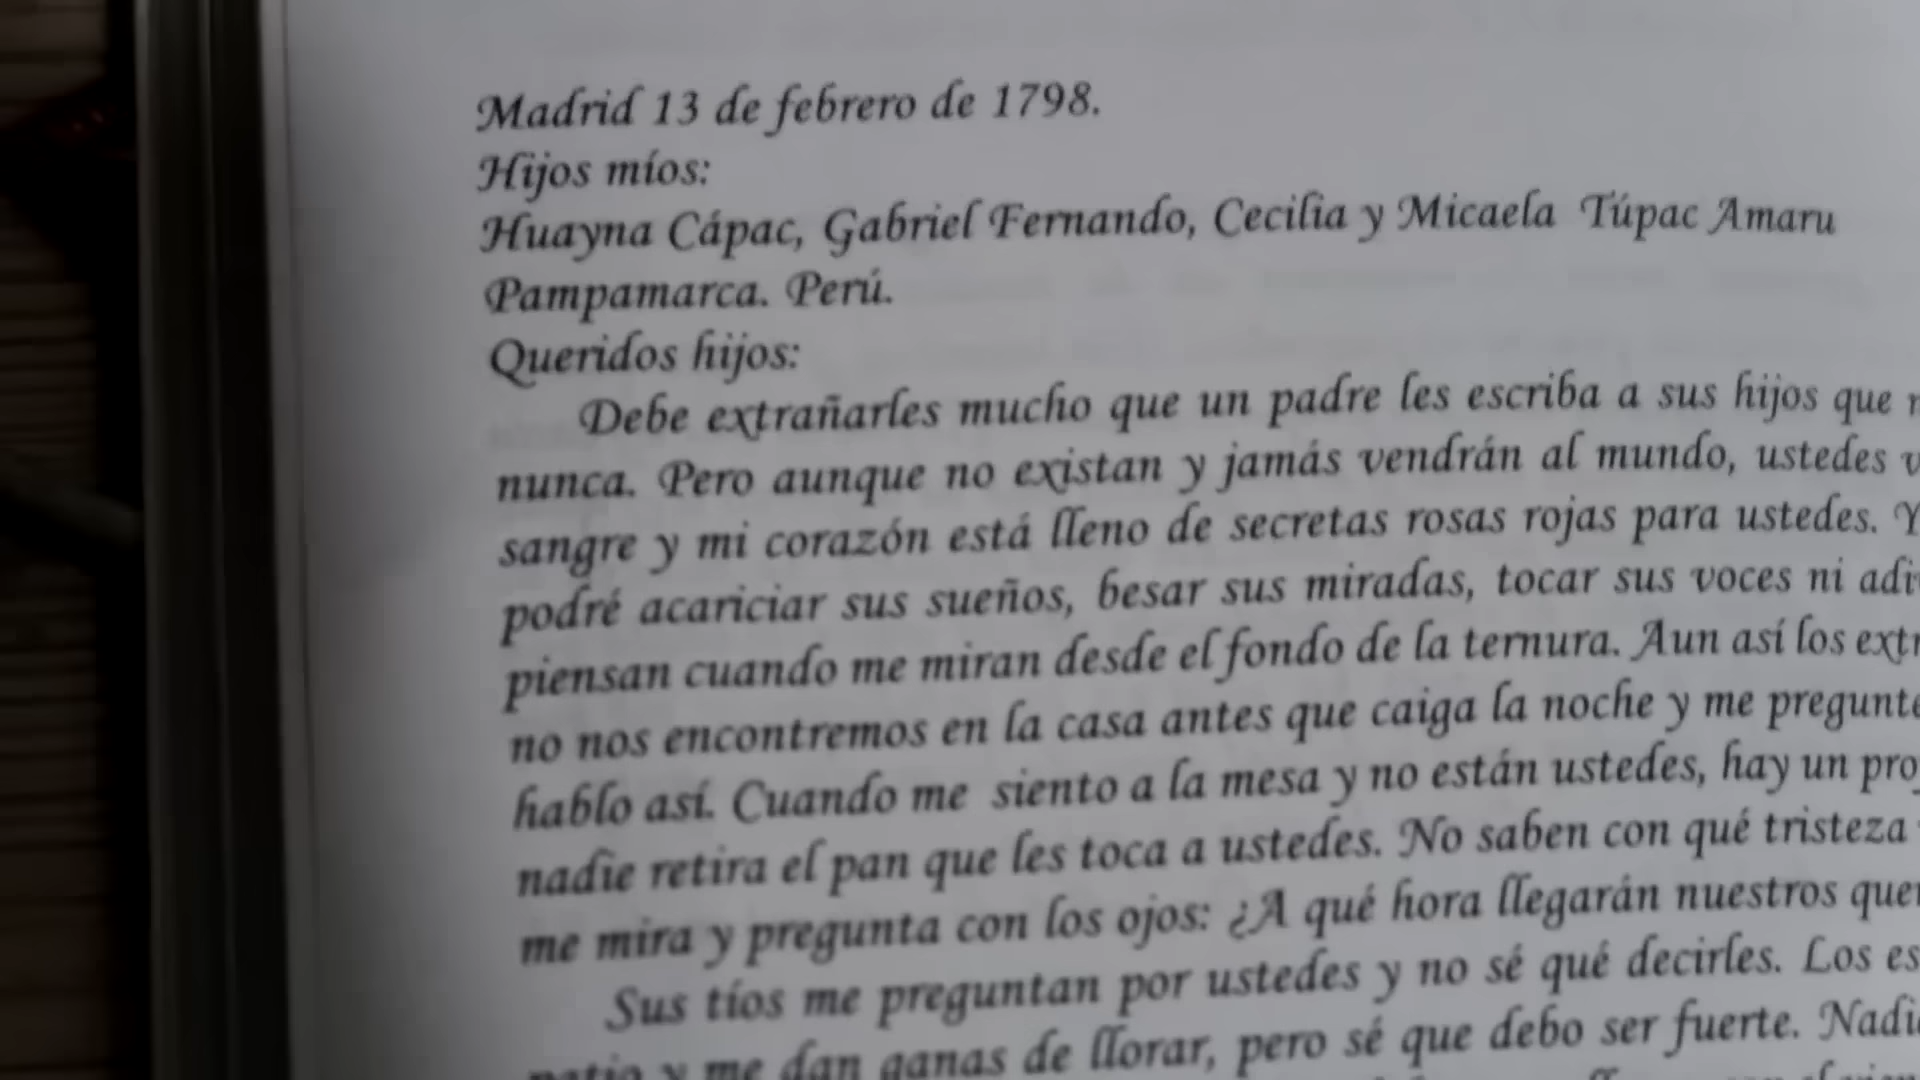 Madrid 13 de febrero de 1798.
Hijos míos:
Huayna Cápac, Gabriel Fernando, Cecilia y Micaela Túpac Amaru
Pampamarca. Perú.
Queridos hijos:
Debe extrañarles mucho que un padre les escriba a sus hijos que
nunca. Pero aunque no existan y jamás vendrán al mundo, ustedes
sangre y mi corazón está lleno de secretas rosas rojas para ustedes.
podré acariciar sus sueños, besar sus miradas, tocar sus voces ni
piensan cuando me miran desde el fondo de la ternura. Aun así los
no nos encontremos en la casa antes que caiga la noche y me
hablo así. Cuando me siento a la mesa y no están ustedes, hay un
nadie retira el pan que les toca a ustedes. No saben con qué tristeza
me mira y pregunta con los ojos: ¿A qué hora llegarán nuestros
Sus tíos me preguntan por ustedes y no sé qué decirles. Los
patio y me dan ganas de llorar, pero sé que debo ser fuerte.